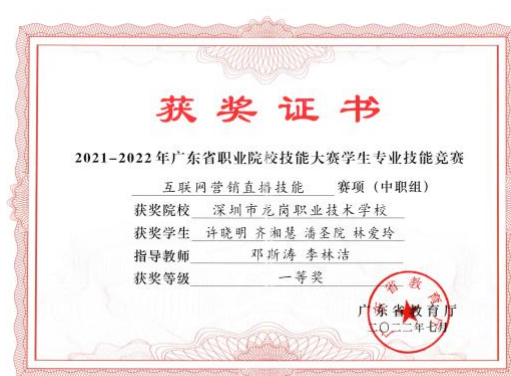 获奖证书
2021-2022年广东省职业院校技能大赛学生专业技能竞赛
互联网营销直播技能 赛项（中职组）
获奖院校 深圳市龙岗职业技术学校
获奖学生 许晓明 齐湘慧 潘圣院 林爱玲
指导教师 邓斯涛 李林洁
获奖等级 一等奖
广东省教育厅
二〇二二年七月